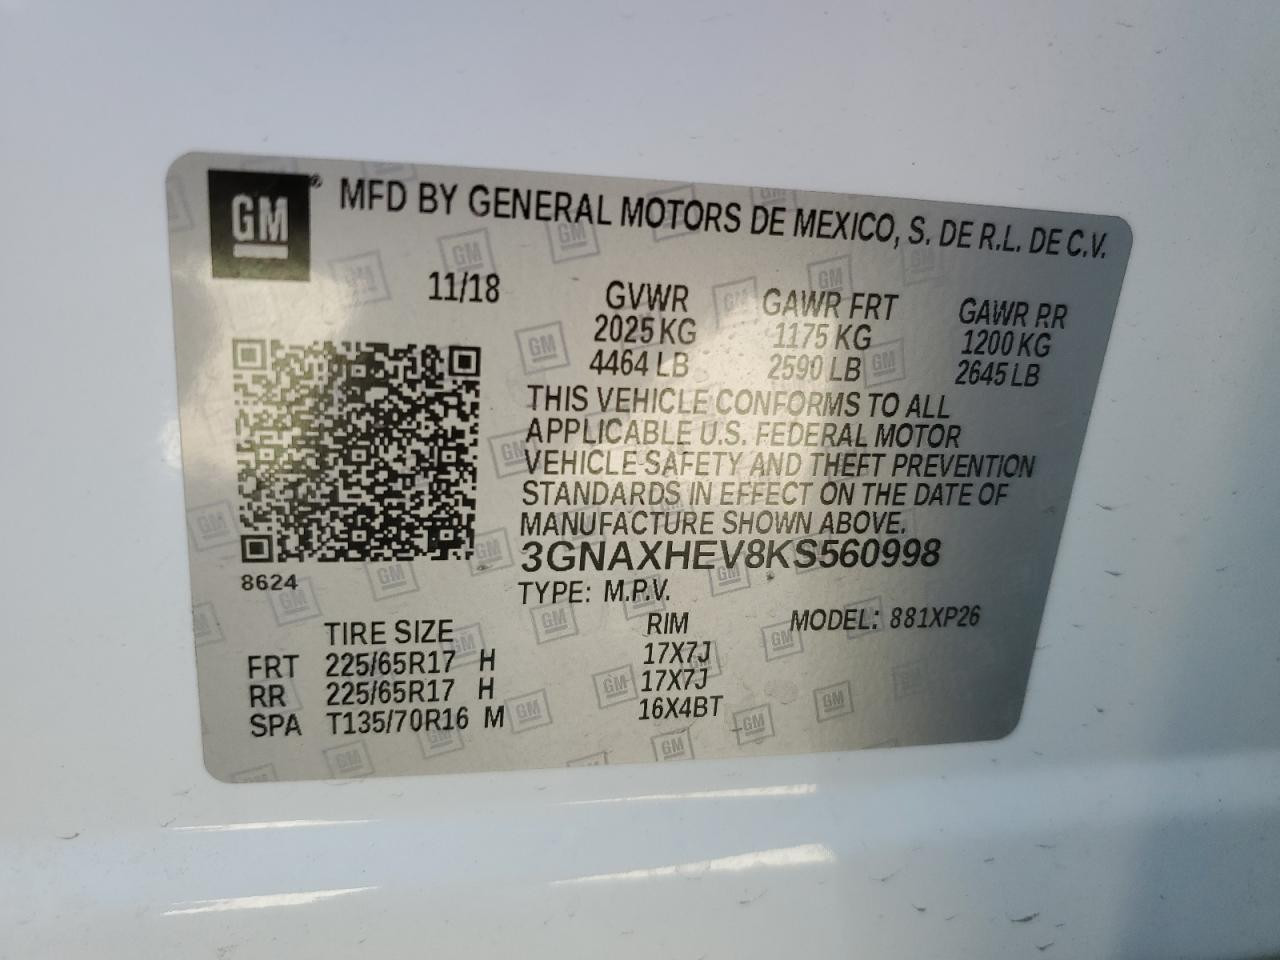 GM® MFD BY GENERAL MOTORS DE MEXICO, S. DE R.L. DE C.V.
11/18 GVWR GAWR FRT GAWR RR
2025 KG 1175 KG 1200 KG
4464 LB 2590 LB 2645 LB
THIS VEHICLE CONFORMS TO ALL
APPLICABLE U.S. FEDERAL MOTOR
VEHICLE SAFETY AND THEFT PREVENTION
STANDARDS IN EFFECT ON THE DATE OF
MANUFACTURE SHOWN ABOVE.
3GNAXHEV8KS560998
8624
TYPE: M.P.V.
MODEL: 881XP26
TIRE SIZE RIM
FRT 225/65R17 H 17X7J
RR 225/65R17 H 17X7J
SPA T135/70R16 M 16X4BT